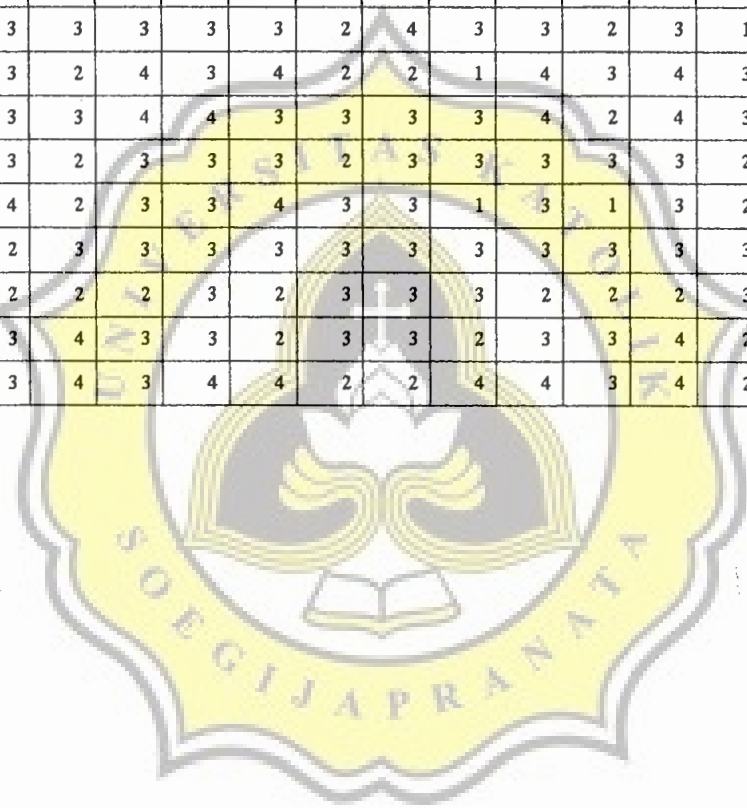 3 3 3 3 3 2 4 3 3 2 3 1
3 2 4 3 4 2 2 1 4 3 4 3
3 3 4 4 3 3 3 3 4 2 4 3
3 2 3 3 3 2 3 3 3 3 3 2
4 2 3 3 4 3 3 1 3 1 3 2
2 3 3 3 3 3 3 3 3 3 3 3
2 2 2 3 2 3 3 3 2 2 2 3
3 4 3 3 2 3 3 2 3 3 4 2
3 4 3 4 4 2 2 4 4 3 4 2
UNIVERSITAS KATOLIK
SOEGIJAPRANATA